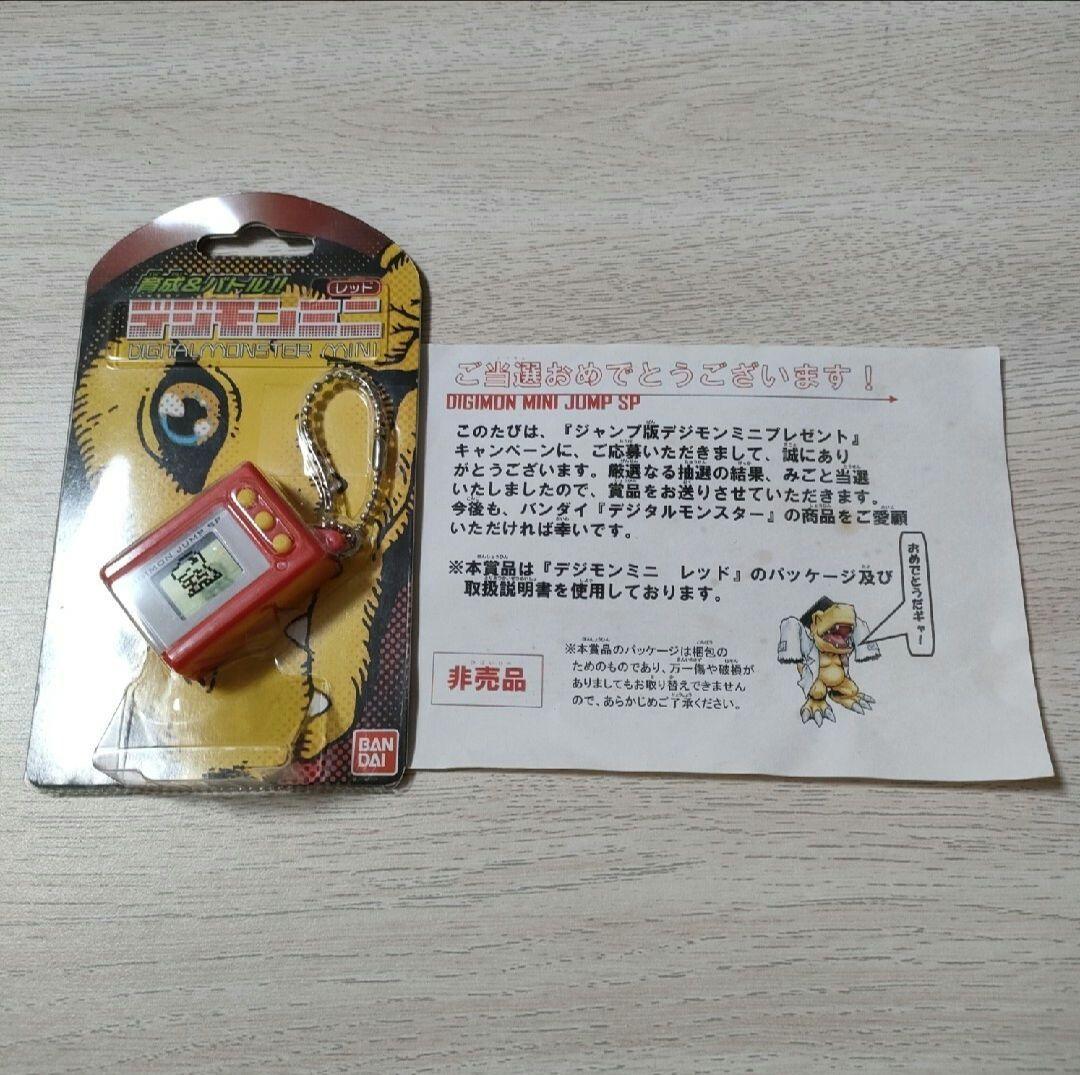 育成&バトル!!
レッド
デジモンミニ
DIGITALMONSTER MINI
IMON JUMP SP
BAN
DAI
ご当選おめでとうございます!
DIGIMON MINI JUMP SP
このたびは、『ジャンプ版デジモンミニプレゼント』
キャンペーンに、ご応募いただきまして、誠にあり
がとうございます。厳選なる抽選の結果、みごと当選
いたしましたので、賞品をお送りさせていただきます。
今後も、バンダイ『デジタルモンスター』の商品をご愛顧
いただければ幸いです。
※本賞品は『デジモンミニ レッド』のパッケージ及び
取扱説明書を使用しております。
おめでとうだギャー
非売品
※本賞品のパッケージは梱包の
ためのものであり、万一傷や破損が
ありましてもお取り替えできません
ので、あらかじめご了承ください。